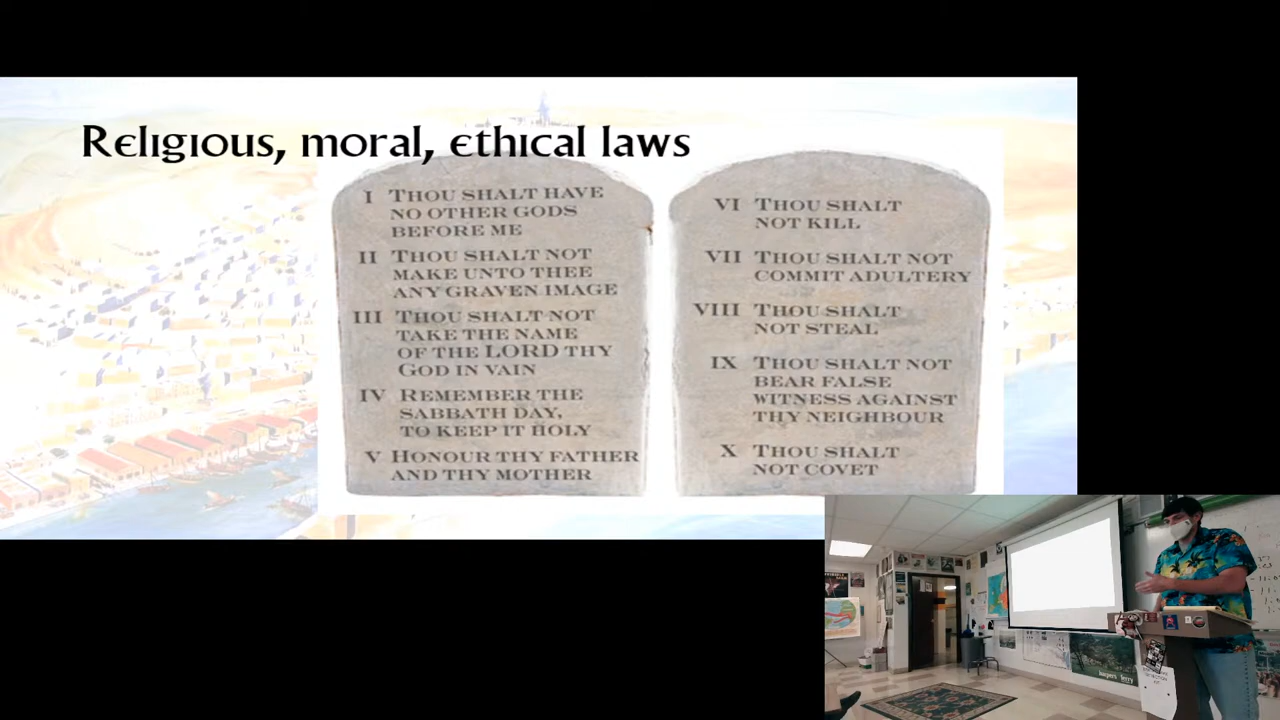 Religious, moral, ethical laws
I THOU SHALT HAVE
NO OTHER GODS
BEFORE ME
II THOU SHALT NOT
MAKE UNTO THEE
ANY GRAVEN IMAGE
III THOU SHALT NOT
TAKE THE NAME
OF THE LORD THY
GOD IN VAIN
IV REMEMBER THE
SABBATH DAY,
TO KEEP IT HOLY
V HONOUR THY FATHER
AND THY MOTHER
VI THOU SHALT
NOT KILL
VII THOU SHALT NOT
COMMIT ADULTERY
VIII THOU SHALT
NOT STEAL
IX THOU SHALT NOT
BEAR FALSE
WITNESS AGAINST
THY NEIGHBOUR
X THOU SHALT
NOT COVET
harpers ferry